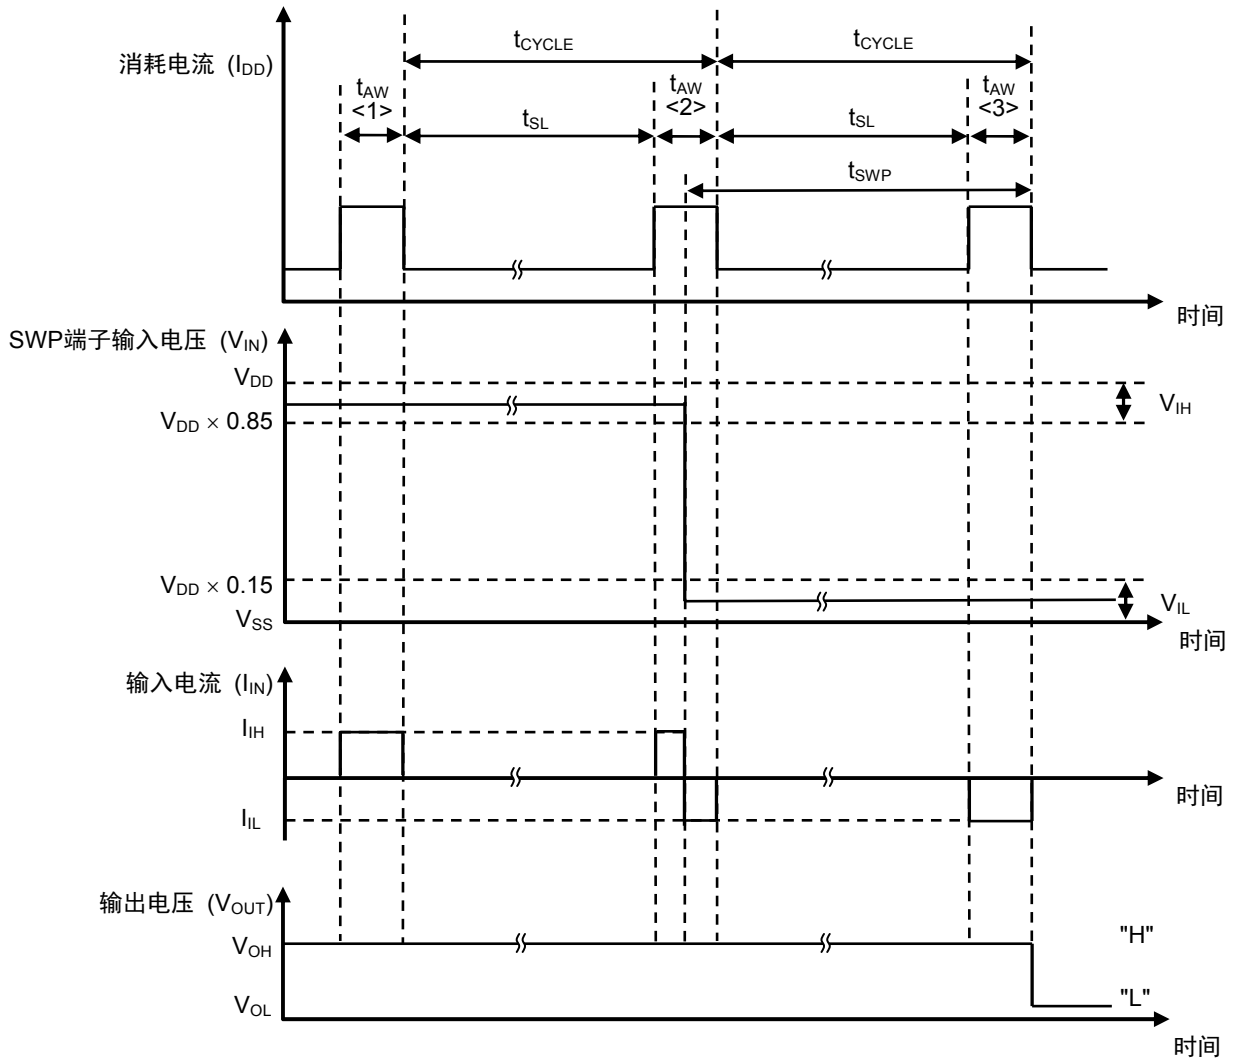 消耗电流 (IDD)
tCYCLE
tCYCLE
tAW
<1>
tSL
tAW
<2>
tSL
tAW
<3>
tSWP
时间
SWP端子输入电压 (VIN)
VDD
VDD × 0.85
VIH
VDD × 0.15
VSS
VIL
时间
输入电流 (IIN)
IIH
IIL
时间
输出电压 (VOUT)
VOH
"H"
VOL
"L"
时间